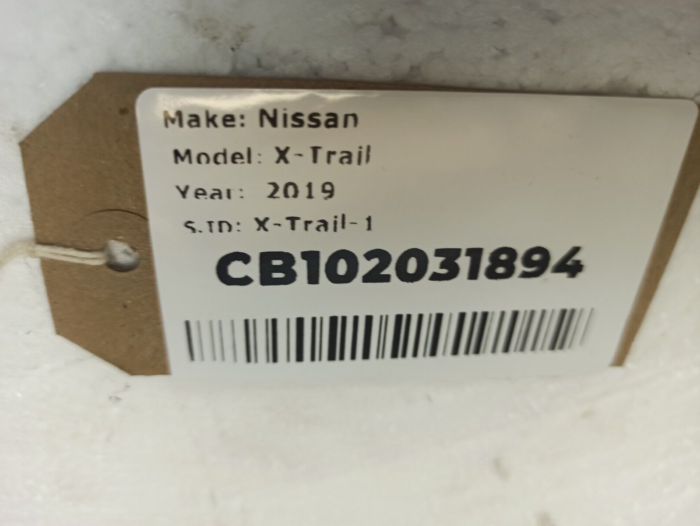 Make: Nissan
Model: X-Trail
Year: 2019
S.ID: X-Trail-1
CB102031894